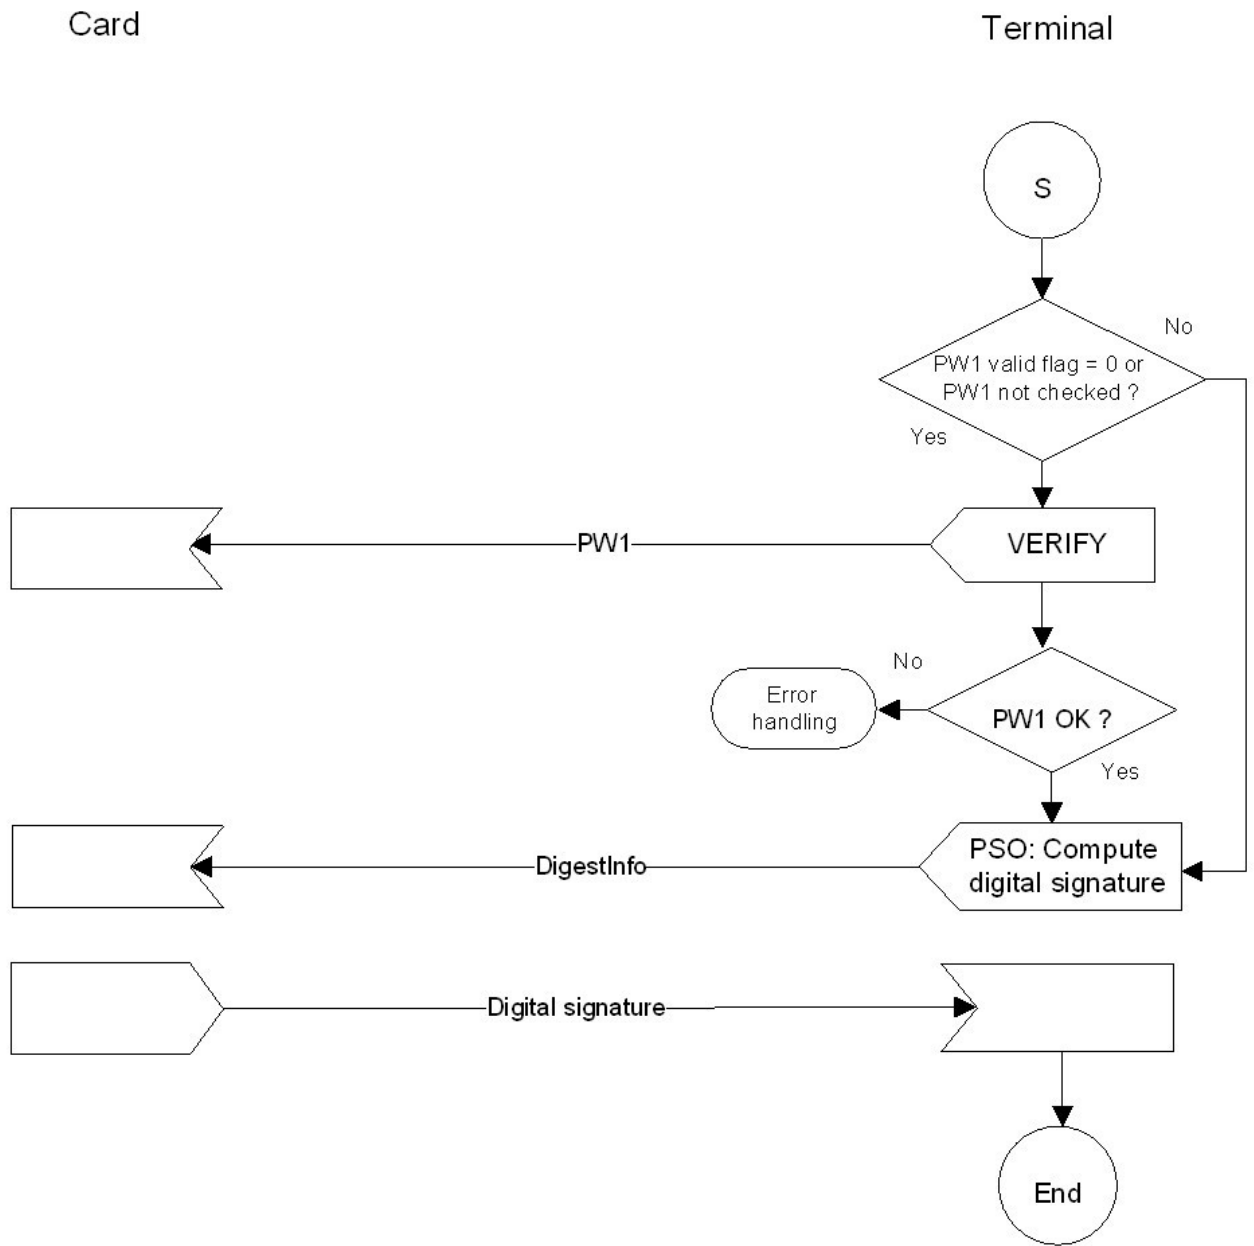 Card
Terminal
S
No
PW1 valid flag = 0 or
PW1 not checked ?
Yes
PW1
VERIFY
No
Error
handling
PW1 OK ?
Yes
DigestInfo
PSO: Compute
digital signature
Digital signature
End